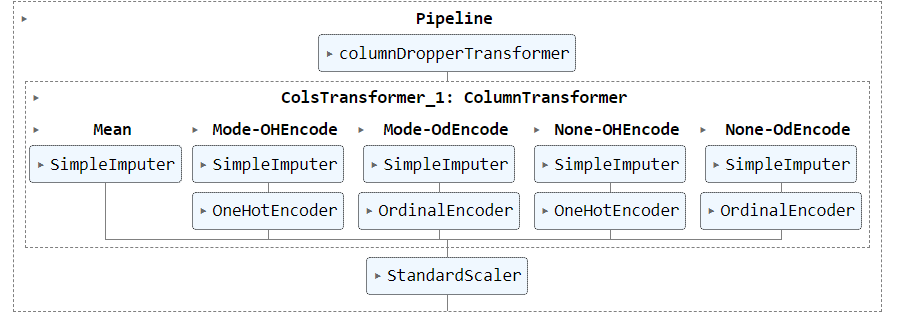 Pipeline
columnDropperTransformer
ColsTransformer_1: ColumnTransformer
Mean Mode-OHEncode Mode-OdEncode None-OHEncode None-OdEncode
SimpleImputer SimpleImputer SimpleImputer SimpleImputer SimpleImputer
OneHotEncoder OrdinalEncoder OneHotEncoder OrdinalEncoder
StandardScaler